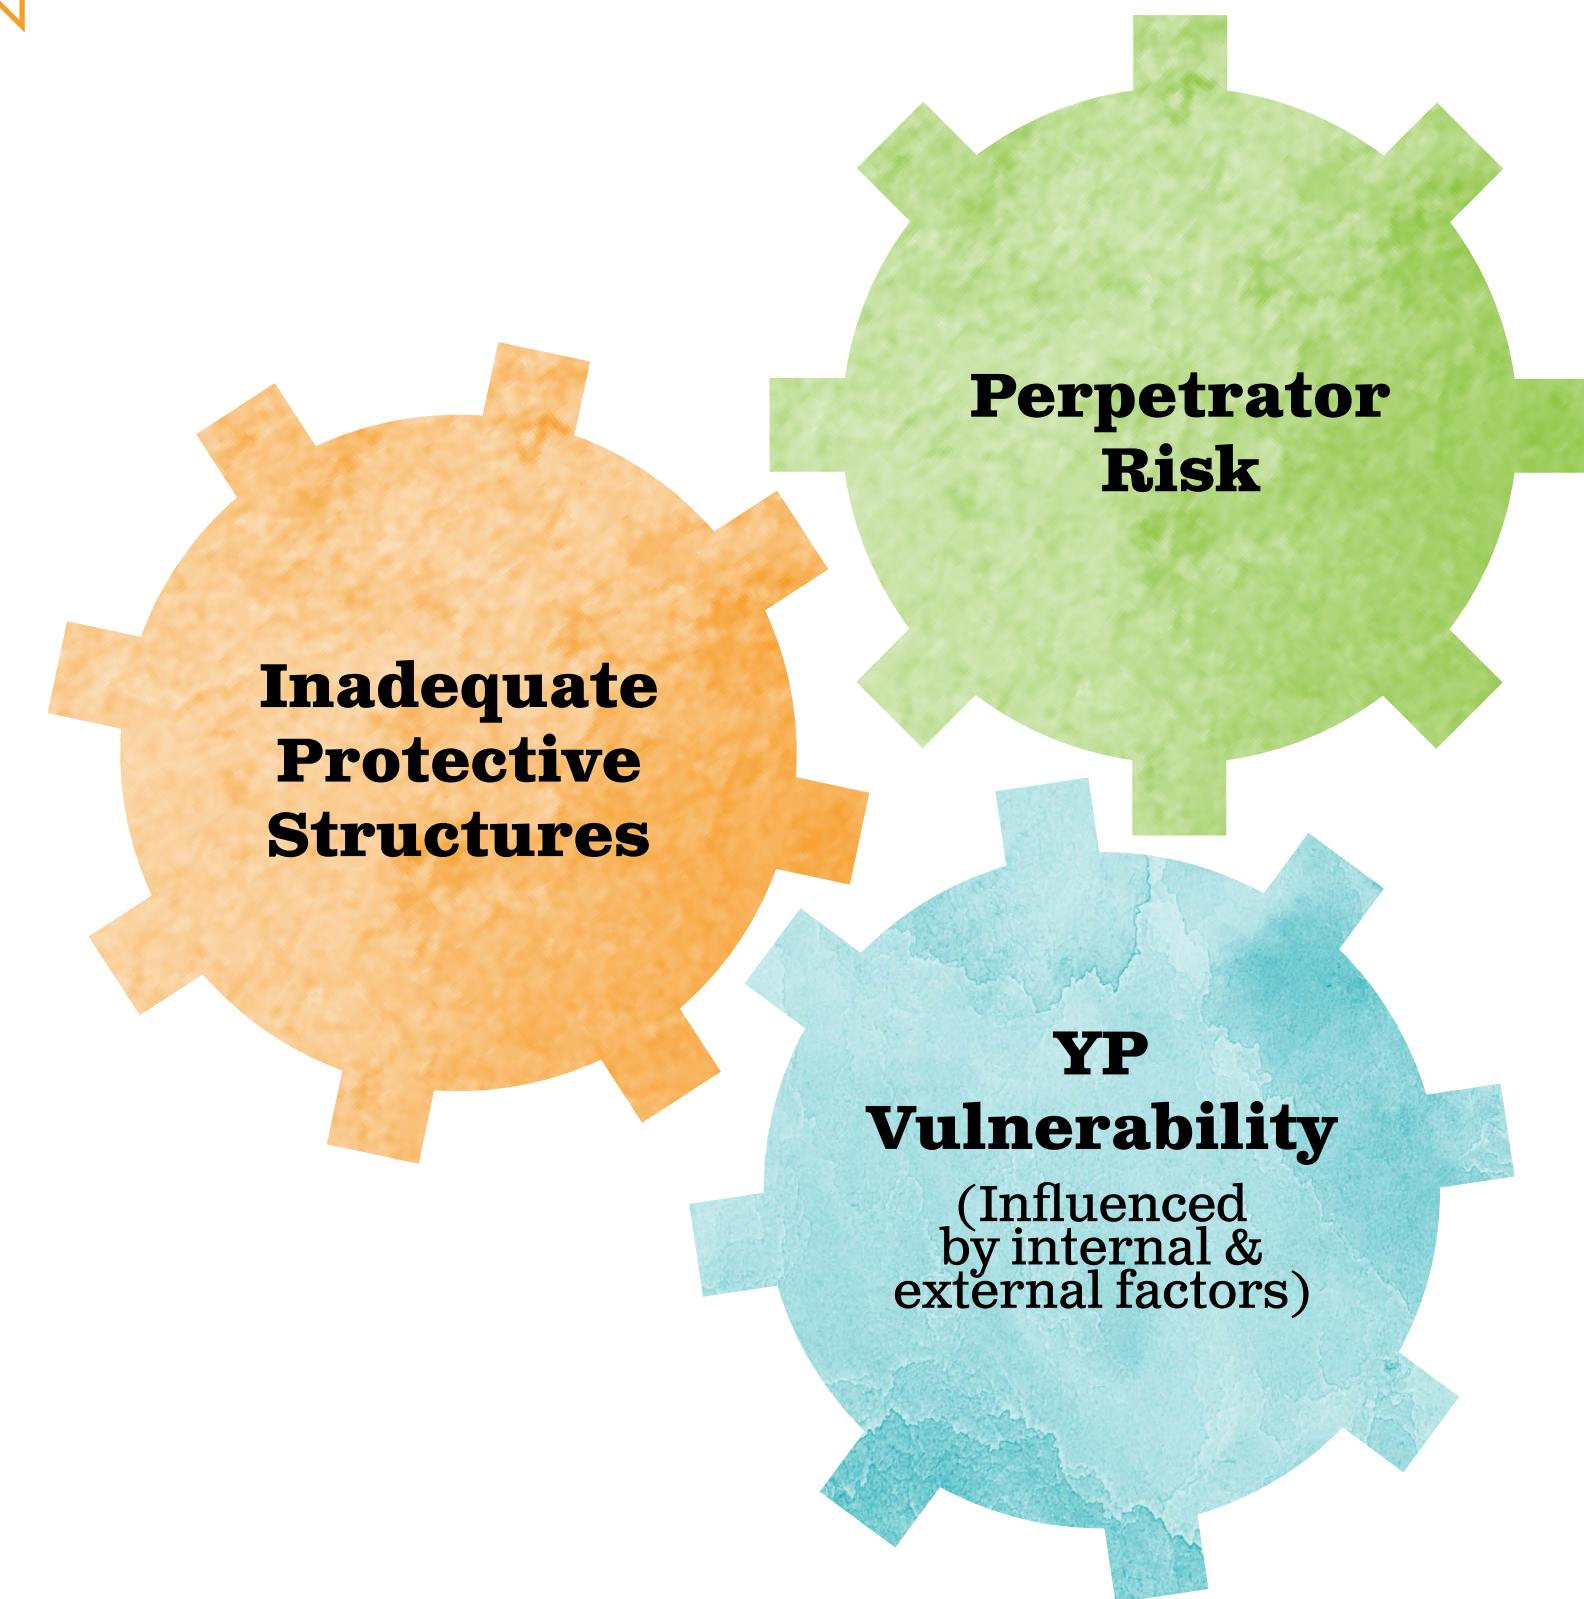 Perpetrator
Risk
Inadequate
Protective
Structures
YP
Vulnerability
(Influenced
by internal &
external factors)